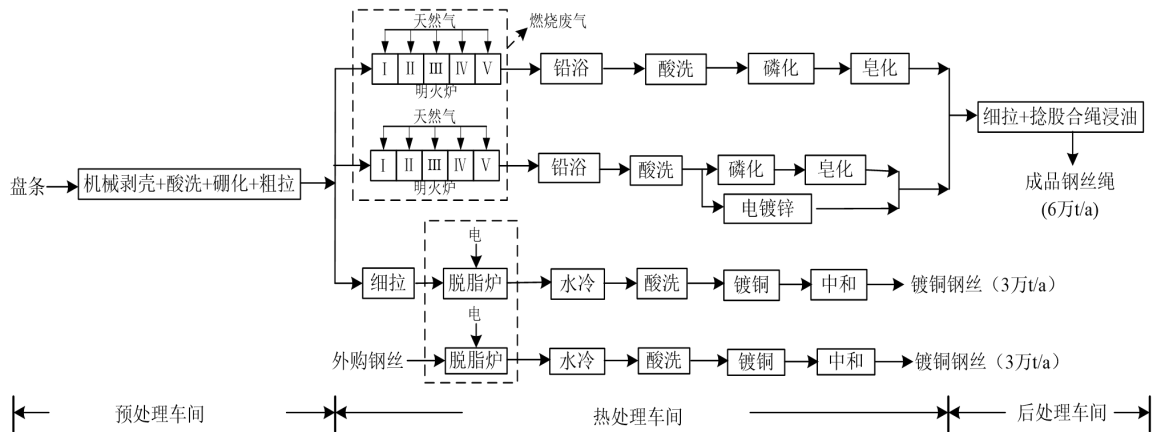 天然气
燃烧废气
Ⅰ Ⅱ Ⅲ Ⅳ Ⅴ
明火炉
铅浴
酸洗
磷化
皂化
天然气
Ⅰ Ⅱ Ⅲ Ⅳ Ⅴ
明火炉
铅浴
酸洗
磷化
皂化
电镀锌
细拉+捻股合绳浸油
成品钢丝绳
(6万t/a)
盘条
机械剥壳+酸洗+硼化+粗拉
电
细拉
脱脂炉
水冷
酸洗
镀铜
中和
镀铜钢丝（3万t/a）
电
外购钢丝
脱脂炉
水冷
酸洗
镀铜
中和
镀铜钢丝（3万t/a）
预处理车间
热处理车间
后处理车间